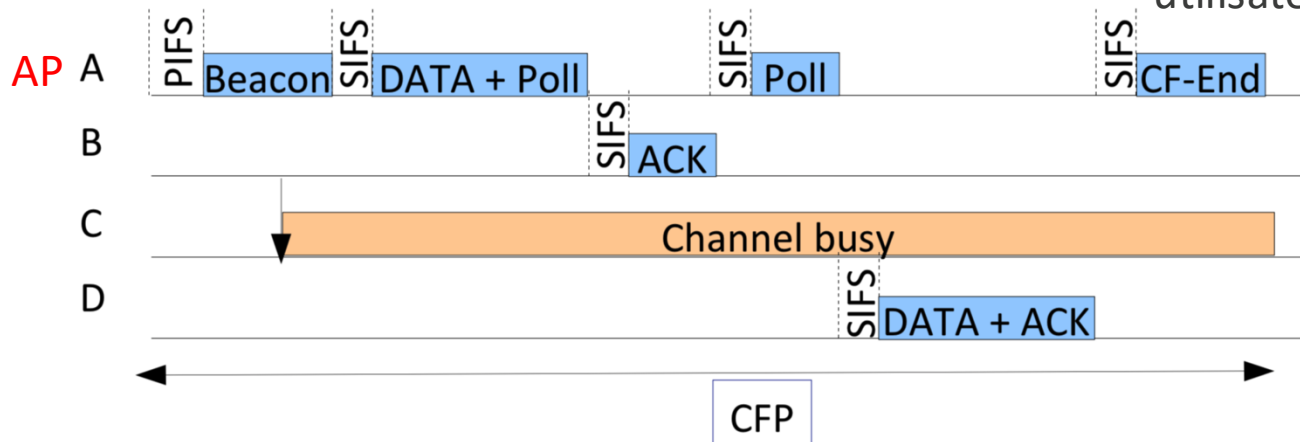 AP A PIFS Beacon SIFS DATA + Poll SIFS Poll SIFS CF-End
B SIFS ACK
C Channel busy
D SIFS DATA + ACK
CFP